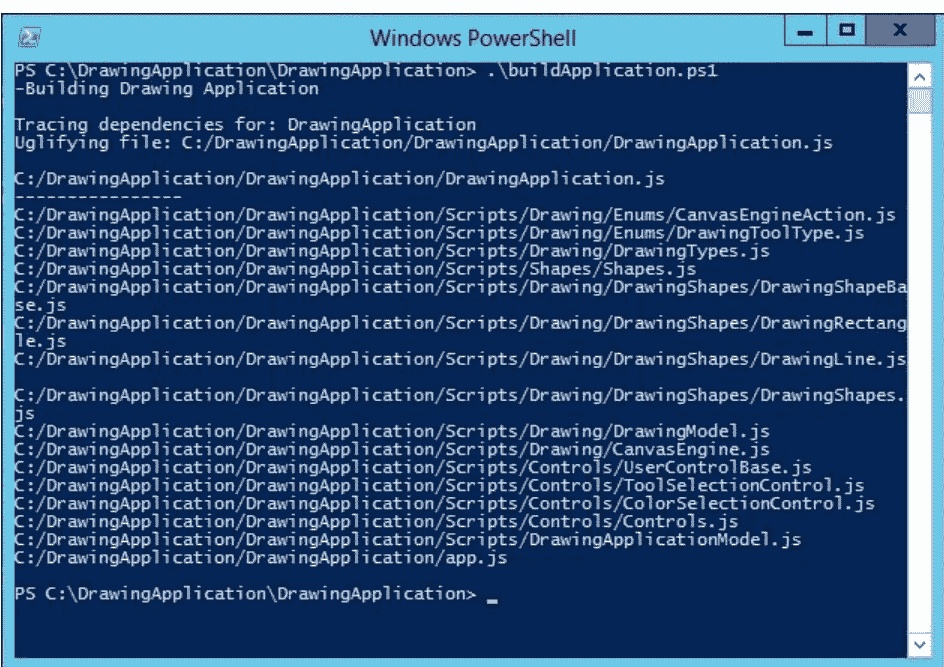 Windows PowerShell
PS C:\DrawingApplication\DrawingApplication> .\buildApplication.ps1
-Building Drawing Application
Tracing dependencies for: DrawingApplication
Uglifying file: C:/DrawingApplication/DrawingApplication/DrawingApplication.js
C:/DrawingApplication/DrawingApplication/DrawingApplication.js
----------------
C:/DrawingApplication/DrawingApplication/Scripts/Drawing/Enums/CanvasEngineAction.js
C:/DrawingApplication/DrawingApplication/Scripts/Drawing/Enums/DrawingToolType.js
C:/DrawingApplication/DrawingApplication/Scripts/Drawing/DrawingTypes.js
C:/DrawingApplication/DrawingApplication/Scripts/Shapes/Shapes.js
C:/DrawingApplication/DrawingApplication/Scripts/Drawing/DrawingShapes/DrawingShapeBa
se.js
C:/DrawingApplication/DrawingApplication/Scripts/Drawing/DrawingShapes/DrawingRectang
le.js
C:/DrawingApplication/DrawingApplication/Scripts/Drawing/DrawingShapes/DrawingLine.js
C:/DrawingApplication/DrawingApplication/Scripts/Drawing/DrawingShapes/DrawingShapes.
js
C:/DrawingApplication/DrawingApplication/Scripts/Drawing/DrawingModel.js
C:/DrawingApplication/DrawingApplication/Scripts/Drawing/CanvasEngine.js
C:/DrawingApplication/DrawingApplication/Scripts/Controls/UserControlBase.js
C:/DrawingApplication/DrawingApplication/Scripts/Controls/ToolSelectionControl.js
C:/DrawingApplication/DrawingApplication/Scripts/Controls/ColorSelectionControl.js
C:/DrawingApplication/DrawingApplication/Scripts/Controls/Controls.js
C:/DrawingApplication/DrawingApplication/Scripts/DrawingApplicationModel.js
C:/DrawingApplication/DrawingApplication/app.js
PS C:\DrawingApplication\DrawingApplication> _